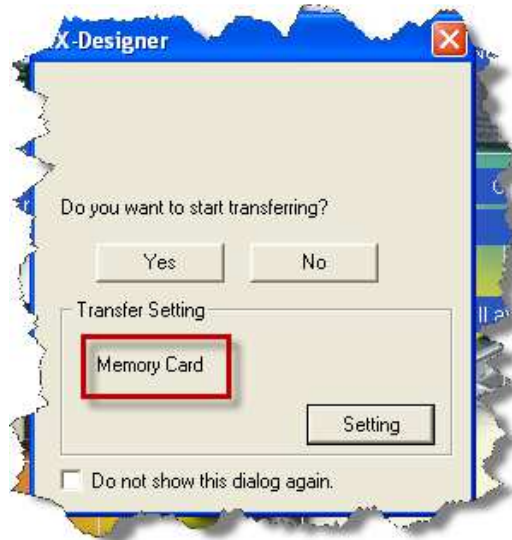 X-Designer
Do you want to start transferring?
Yes No
Transfer Setting
Memory Card
Setting
Do not show this dialog again.